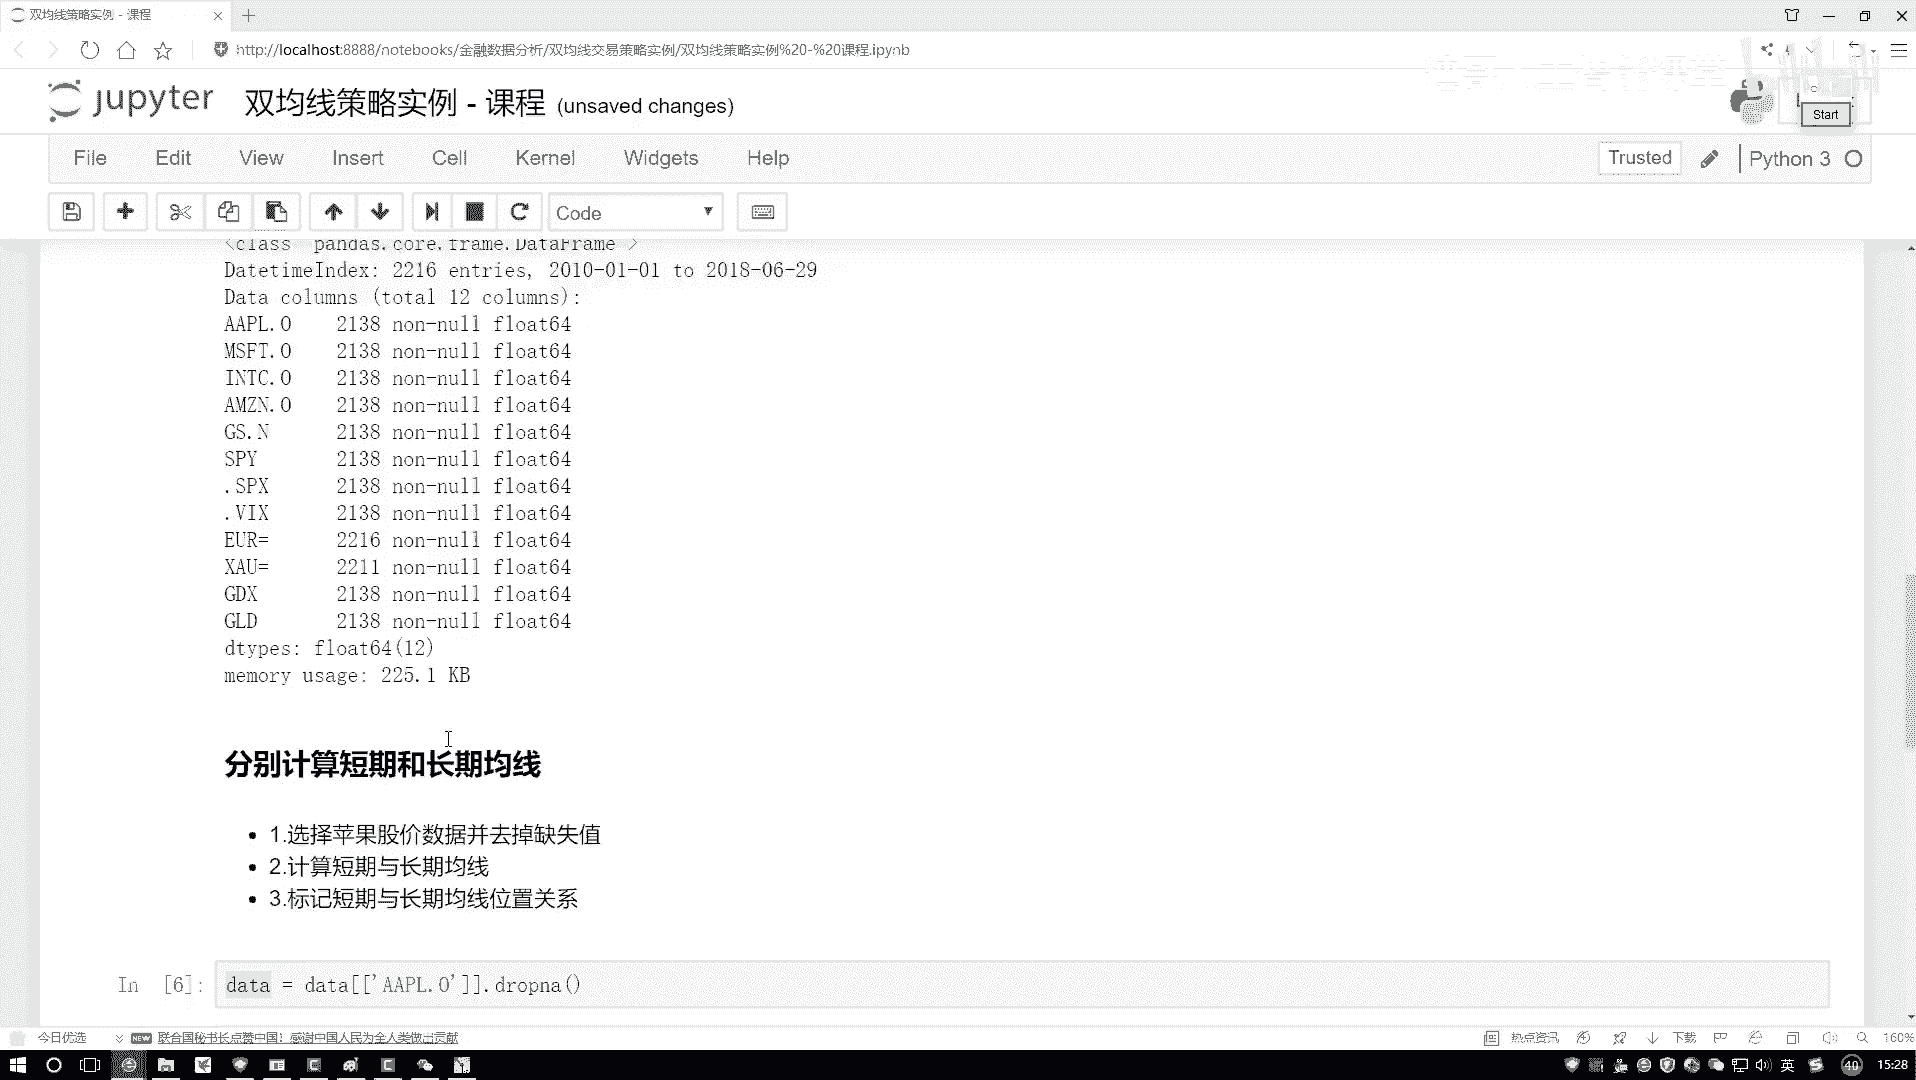 双均线策略实例 - 课程
http://localhost:8888/notebooks/金融数据分析/双均线交易策略实例/双均线策略实例%20-%20课程.ipynb
jupyter 双均线策略实例 - 课程 (unsaved changes)
Start
File Edit View Insert Cell Kernel Widgets Help
Trusted Python 3
Code
<class pandas.core.frame.DataFrame >
DatetimeIndex: 2216 entries, 2010-01-01 to 2018-06-29
Data columns (total 12 columns):
AAPL.O 2138 non-null float64
MSFT.O 2138 non-null float64
INTC.O 2138 non-null float64
AMZN.O 2138 non-null float64
GS.N 2138 non-null float64
SPY 2138 non-null float64
.SPX 2138 non-null float64
.VIX 2138 non-null float64
EUR= 2216 non-null float64
XAU= 2211 non-null float64
GDX 2138 non-null float64
GLD 2138 non-null float64
dtypes: float64(12)
memory usage: 225.1 KB
分别计算短期和长期均线
• 1.选择苹果股价数据并去掉缺失值
• 2.计算短期与长期均线
• 3.标记短期与长期均线位置关系
In [6]: data = data[['AAPL.O']].dropna()
今日优选 NEW 联合国秘书长点赞中国！感谢中国人民为全人类做出贡献 热点资讯 下载 160%
英 40 15:28